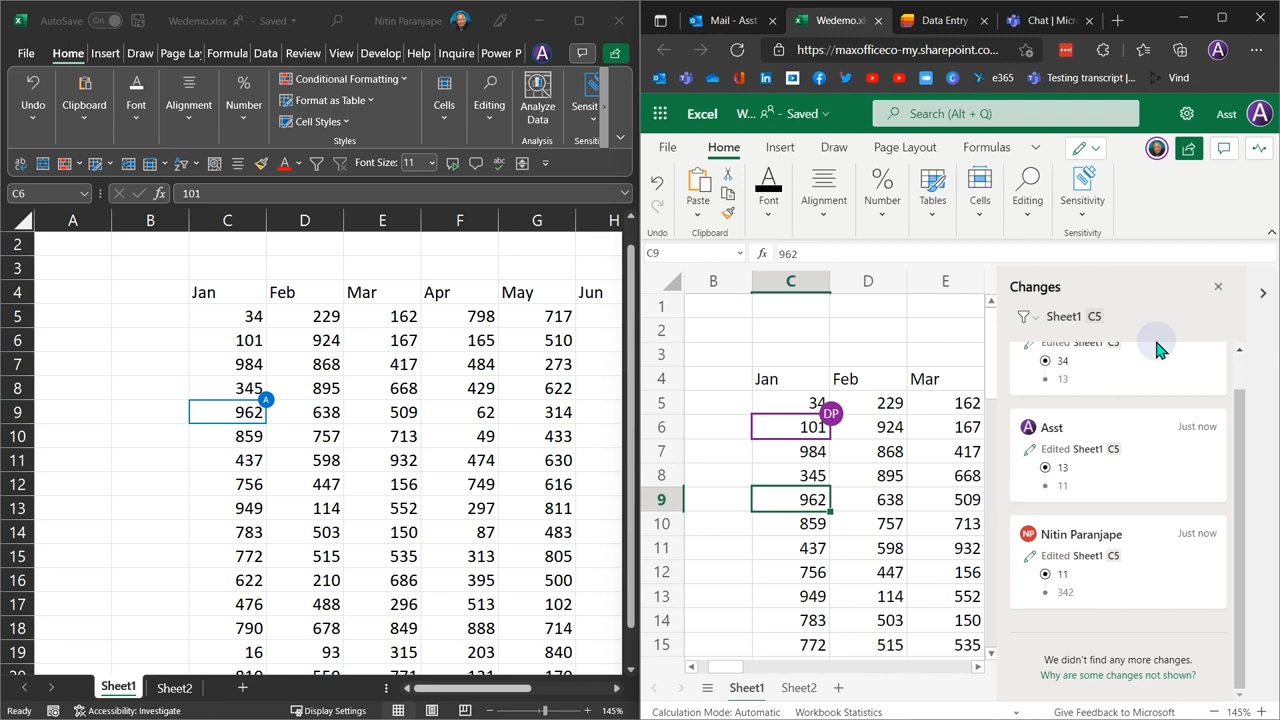 AutoSave On Wedemo.xlsx - Saved Nitin Paranjape
File Home Insert Draw Page La Formula Data Review View Develop Help Inquire Power P A
Undo Clipboard Font Alignment Number
Conditional Formatting
Format as Table
Cell Styles
Styles
Cells Editing
Analyze Data
Analysis
Sensit
Sensiti
Font Size: 11
C6 fx 101
A B C D E F G H
2
3
4 Jan Feb Mar Apr May Jun
5 34 229 162 798 717
6 101 924 167 165 510
7 984 868 417 484 273
8 345 895 668 429 622
A
9 962 638 509 62 314
10 859 757 713 49 433
11 437 598 932 474 630
12 756 447 156 749 616
13 949 114 552 297 811
14 783 503 150 87 483
15 772 515 535 313 805
16 622 210 686 395 500
17 476 488 296 513 102
18 790 678 849 888 714
19 16 93 315 203 840
Sheet1 Sheet2
Ready Accessibility: Investigate Display Settings 145%
Mail - Asst Wedemo.xls Data Entry Chat | Micr
https://maxofficeco-my.sharepoint.co... A
e365 Testing transcript |... Vind
Excel W... - Saved Search (Alt + Q) Asst A
File Home Insert Draw Page Layout Formulas
Undo
Paste
Clipboard
Font Alignment Number Tables Cells Editing
Sensitivity
Sensitivity
C9 fx 962
B C D E
1
2
3
4 Jan Feb Mar
5 34 229 162
DP
6 101 924 167
7 984 868 417
8 345 895 668
9 962 638 509
10 859 757 713
11 437 598 932
12 756 447 156
13 949 114 552
14 783 503 150
15 772 515 535
Sheet1 Sheet2
Calculation Mode: Automatic Workbook Statistics Give Feedback to Microsoft 145%
Changes
Sheet1 C5
Edited Sheet1 C5
34
13
A Asst Just now
Edited Sheet1 C5
13
11
NP Nitin Paranjape Just now
Edited Sheet1 C5
11
342
We didn't find any more changes.
Why are some changes not shown?